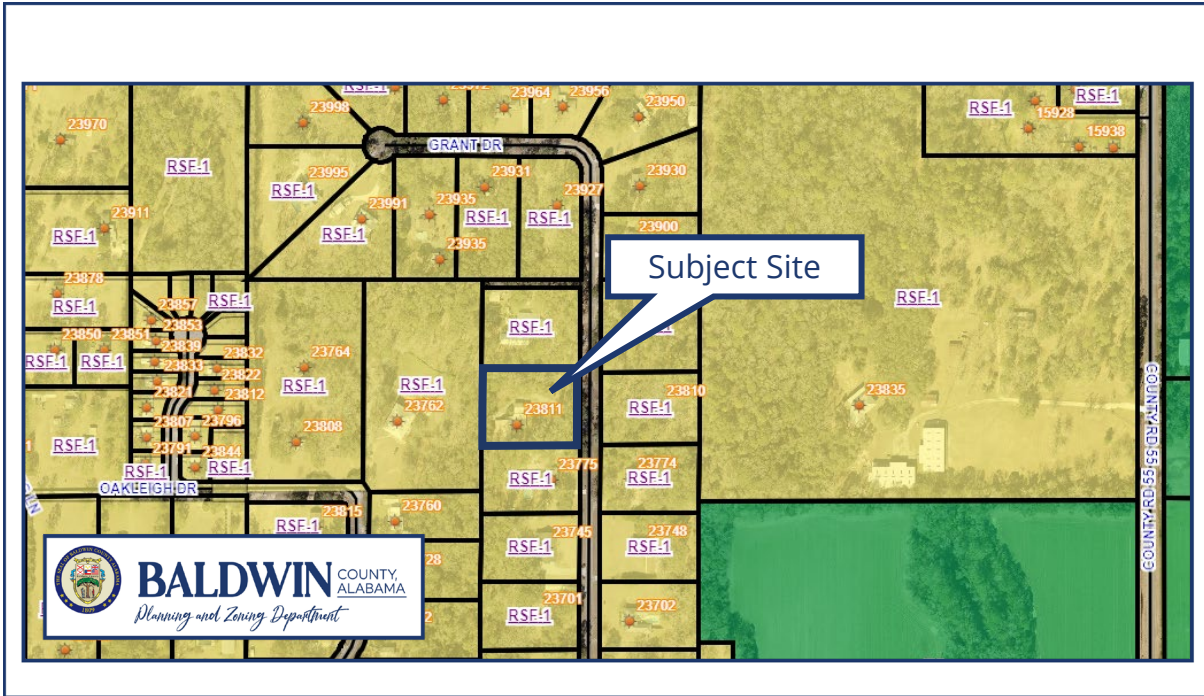 RSF-1
23964
23956
23950
23998
23970
GRANT DR
RSF-1
15928
RSF-1
15938
RSF-1
23995
RSF-1
23991
RSF-1
23931
23935
RSF-1
23935
23927
RSF-1
23930
23911
RSF-1
23900
Subject Site
23878
RSF-1
RSF-1
23857
23853
23850
23851
23839
RSF-1
RSF-1
23833
23832
23822
23821
23812
23807
23796
23791
23844
RSF-1
RSF-1
RSF-1
23764
RSF-1
23808
RSF-1
23762
RSF-1
23811
RSF-1
23810
RSF-1
23835
COUNTY RD 55
COUNTY RD 55
OAKLEIGH DR
23815
RSF-1
23760
23775
RSF-1
23774
RSF-1
23745
RSF-1
23748
RSF-1
23701
RSF-1
23702
BALDWIN COUNTY, ALABAMA
Planning and Zoning Department
1809